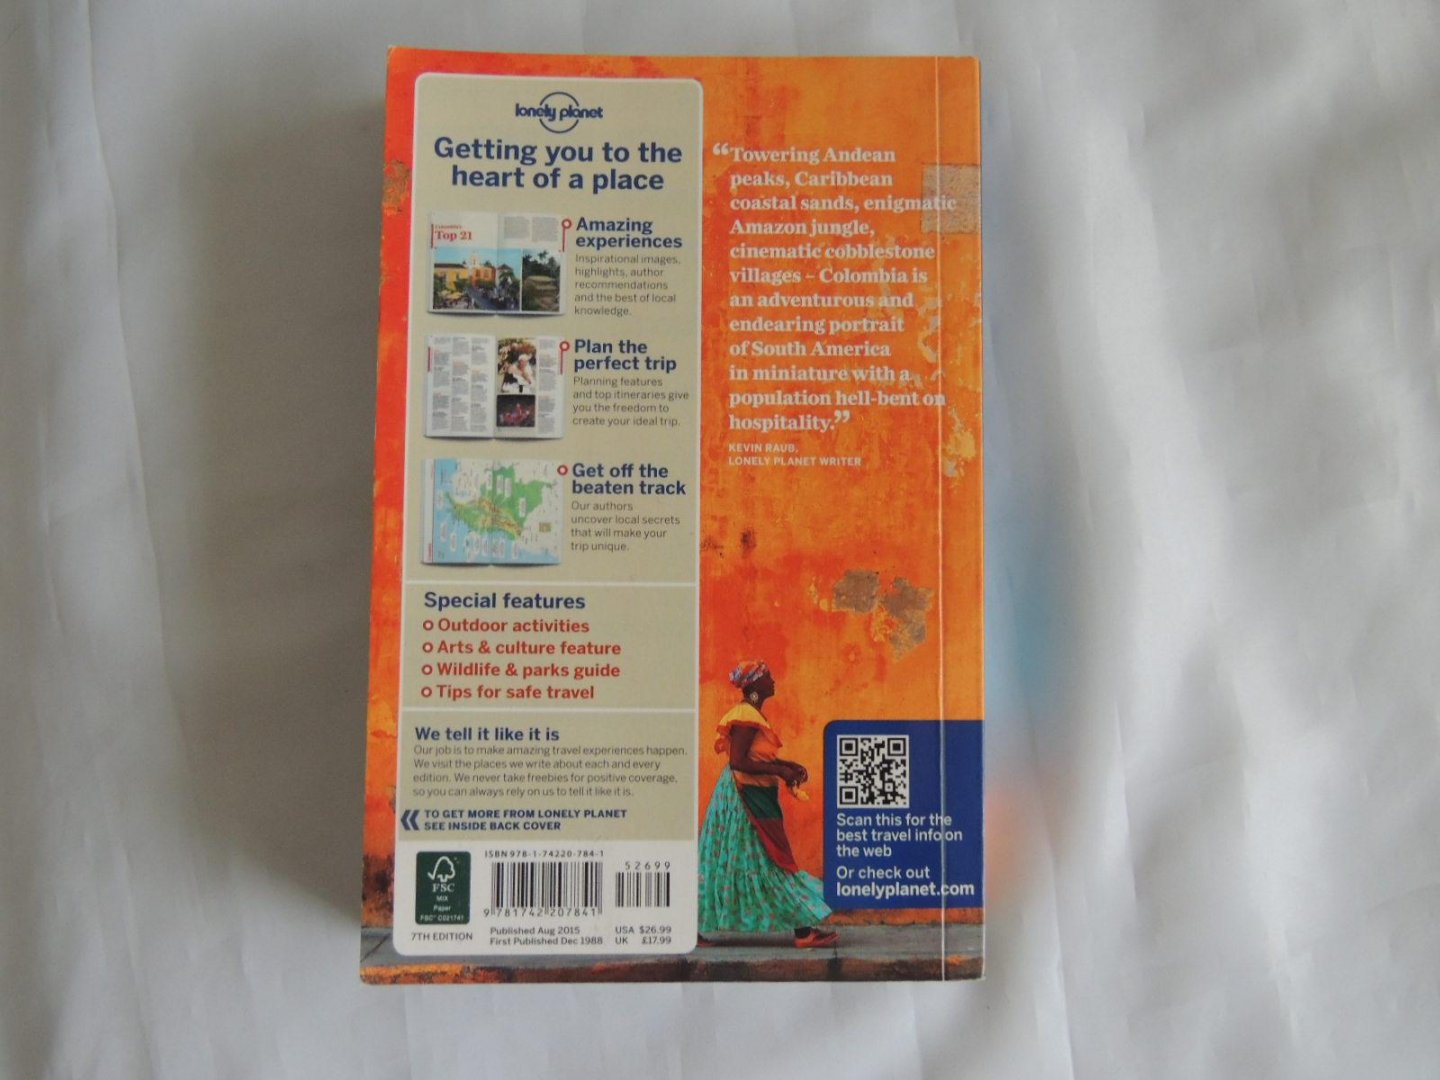 lonely planet
Getting you to the
heart of a place
Top 21
Amazing
experiences
Inspirational images,
highlights, author
recommendations
and the best of local
knowledge.
Plan the
perfect trip
Planning features
and top itineraries give
you the freedom to
create your ideal trip.
Get off the
beaten track
Our authors
uncover local secrets
that will make your
trip unique.
Special features
Outdoor activities
Arts & culture feature
Wildlife & parks guide
Tips for safe travel
We tell it like it is
Our job is to make amazing travel experiences happen.
We visit the places we write about each and every
edition. We never take freebies for positive coverage,
so you can always rely on us to tell it like it is.
TO GET MORE FROM LONELY PLANET
SEE INSIDE BACK COVER
FSC
MIX
Paper
FSC™ C021741
ISBN 978-1-74220-784-1
52699
9 781742 207841
7TH EDITION
Published Aug 2015
First Published Dec 1988
USA $26.99
UK £17.99
“Towering Andean
peaks, Caribbean
coastal sands, enigmatic
Amazon jungle,
cinematic cobblestone
villages – Colombia is
an adventurous and
endearing portrait
of South America
in miniature with a
population hell-bent on
hospitality.”
KEVIN RAUB,
LONELY PLANET WRITER
Scan this for the
best travel info on
the web
Or check out
lonelyplanet.com